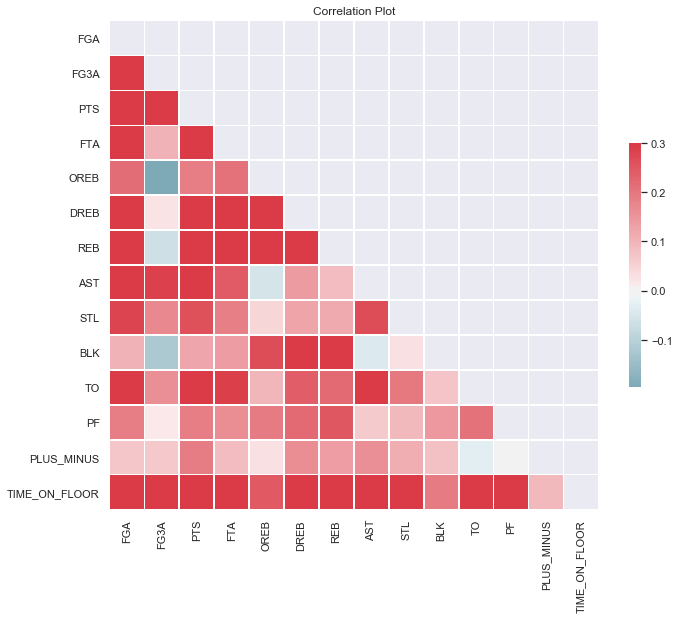 Correlation Plot
FGA
FG3A
PTS
FTA
OREB
DREB
REB
AST
STL
BLK
TO
PF
PLUS_MINUS
TIME_ON_FLOOR
0.3
0.2
0.1
0.0
−0.1
FGA
FG3A
PTS
FTA
OREB
DREB
REB
AST
STL
BLK
TO
PF
PLUS_MINUS
TIME_ON_FLOOR